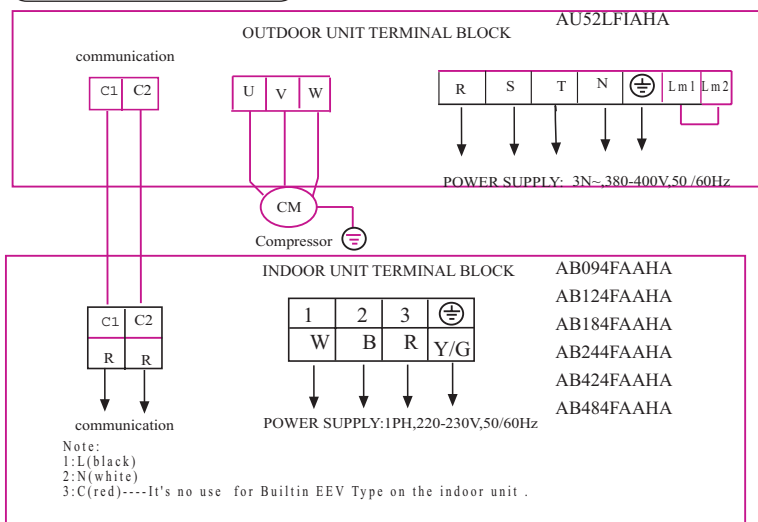 OUTDOOR UNIT TERMINAL BLOCK
AU52LFIAHA
communication
C1 C2
U V W
R S T N Lm1 Lm2
POWER SUPPLY: 3N~,380-400V,50 /60Hz
CM
Compressor
INDOOR UNIT TERMINAL BLOCK
AB094FAAHA
AB124FAAHA
AB184FAAHA
AB244FAAHA
AB424FAAHA
AB484FAAHA
C1 C2
R R
1 2 3
W B R Y/G
communication
POWER SUPPLY:1PH,220-230V,50/60Hz
Note:
1:L(black)
2:N(white)
3:C(red)----It's no use for Builtin EEV Type on the indoor unit .